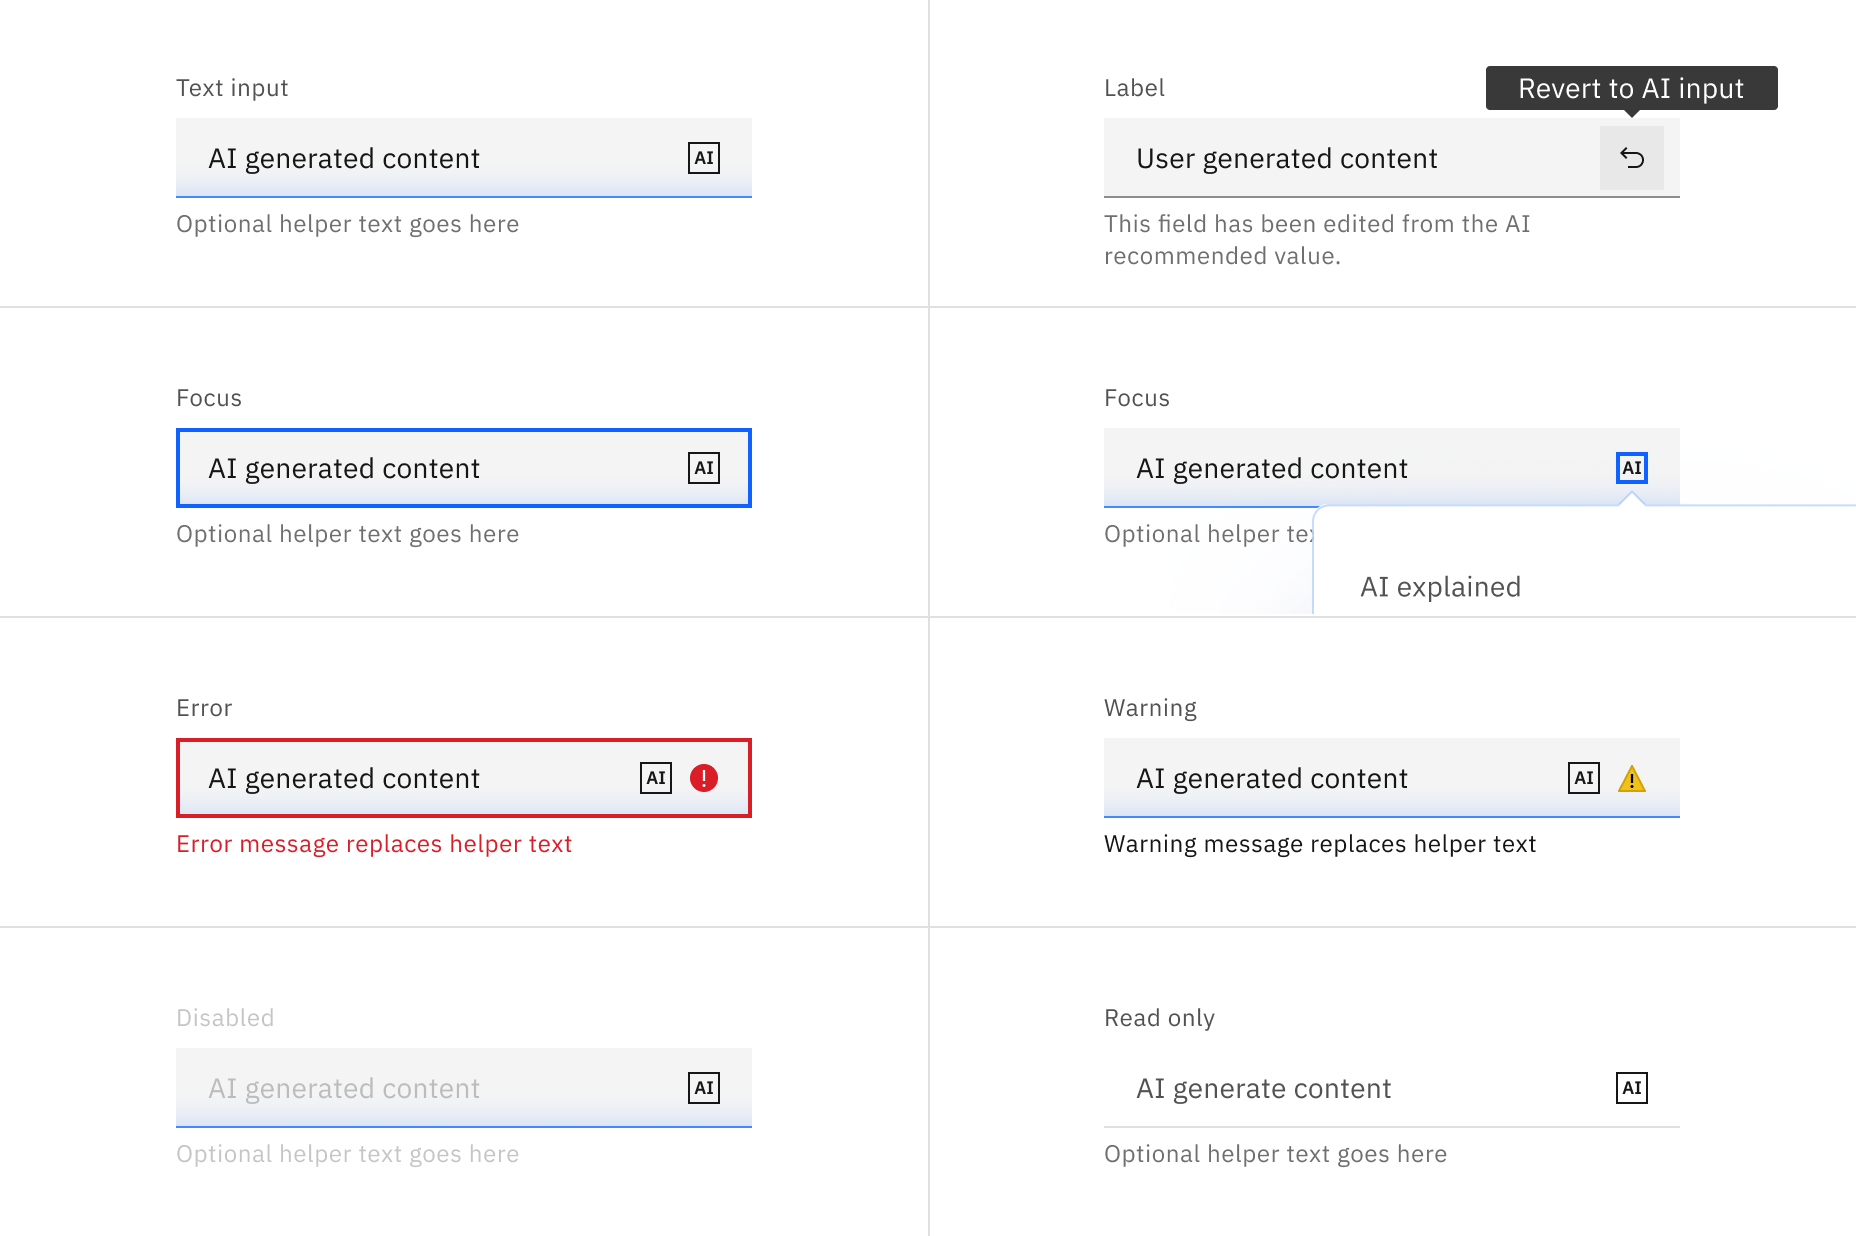 Text input
AI generated content AI
Optional helper text goes here
Label
Revert to AI input
User generated content
This field has been edited from the AI
recommended value.
Focus
AI generated content AI
Optional helper text goes here
Focus
AI generated content AI
Optional helper
AI explained
Error
AI generated content AI
Error message replaces helper text
Warning
AI generated content AI
Warning message replaces helper text
Disabled
AI generated content AI
Optional helper text goes here
Read only
AI generate content AI
Optional helper text goes here